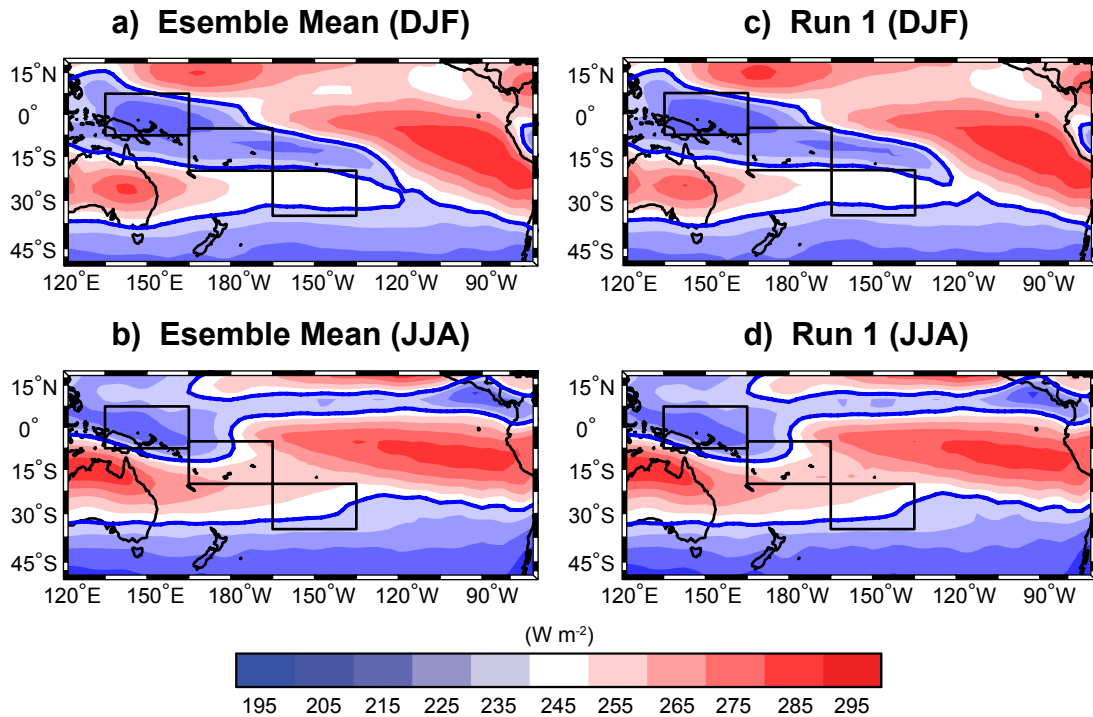 a) Esemble Mean (DJF)
c) Run 1 (DJF)
15°N
0°
15°S
30°S
45°S
120°E 150°E 180°W 150°W 120°W 90°W
15°N
0°
15°S
30°S
45°S
120°E 150°E 180°W 150°W 120°W 90°W
b) Esemble Mean (JJA)
d) Run 1 (JJA)
15°N
0°
15°S
30°S
45°S
120°E 150°E 180°W 150°W 120°W 90°W
15°N
0°
15°S
30°S
45°S
120°E 150°E 180°W 150°W 120°W 90°W
(W m-2)
195 205 215 225 235 245 255 265 275 285 295